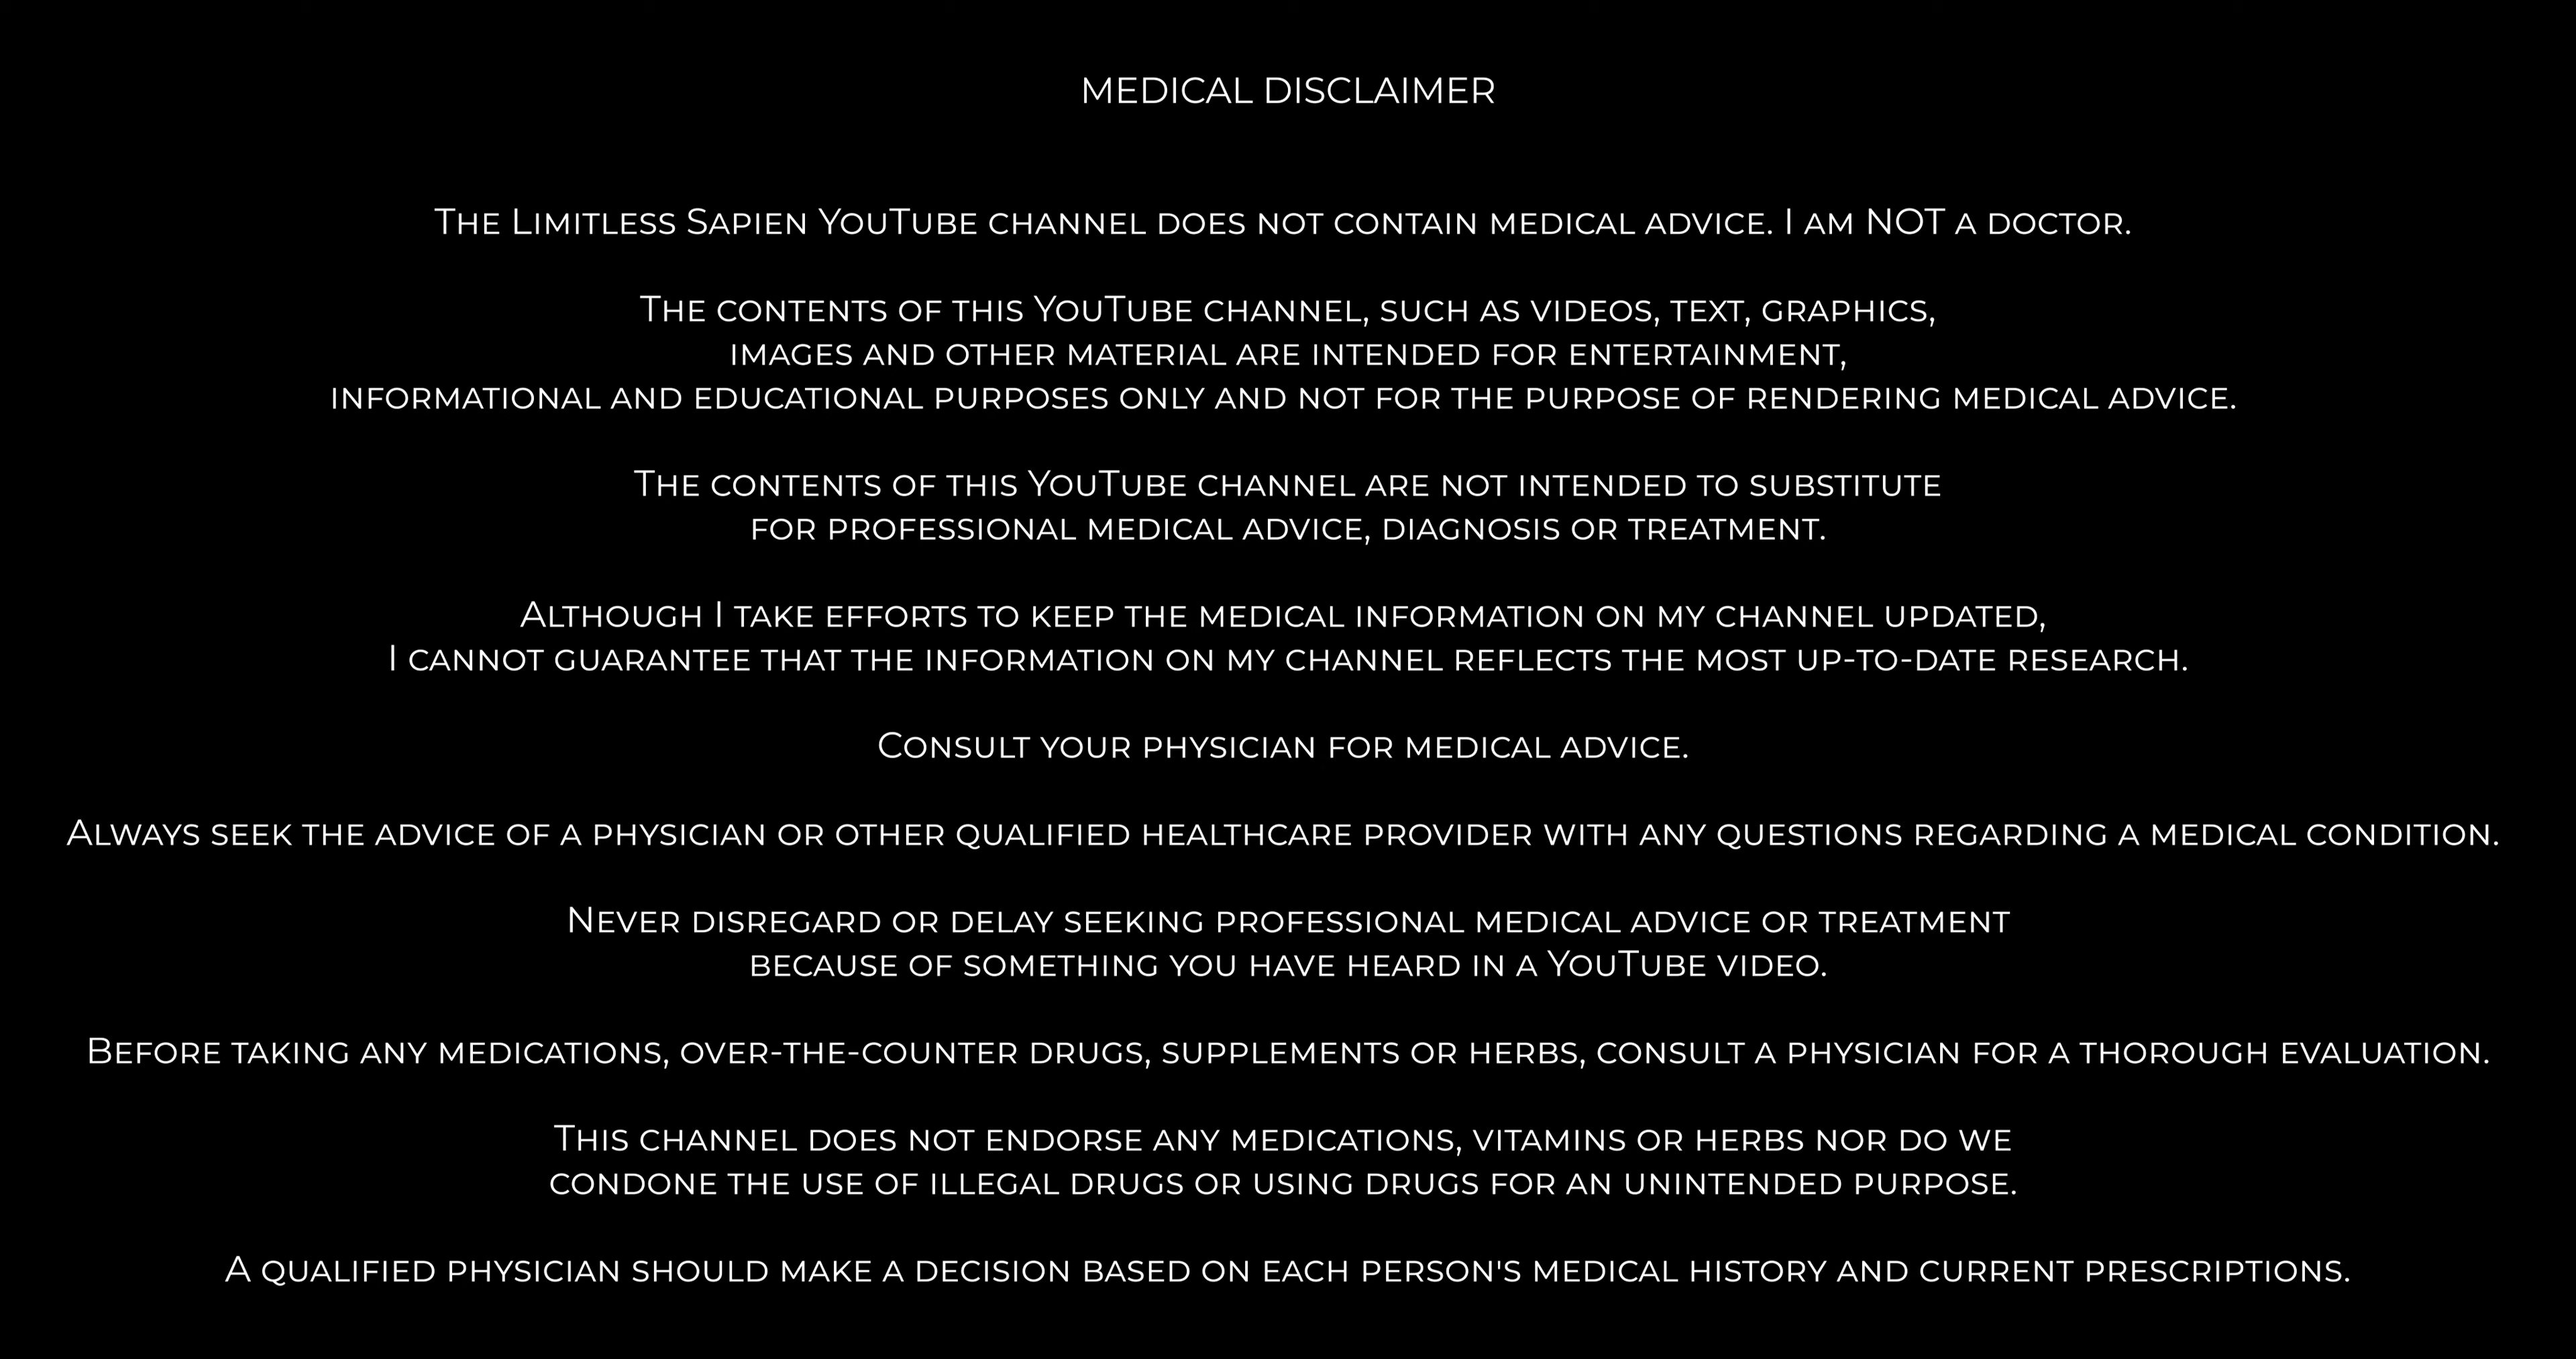 MEDICAL DISCLAIMER
The Limitless Sapien YouTube channel does not contain medical advice. I am NOT a doctor.
The contents of this YouTube channel, such as videos, text, graphics,
images and other material are intended for entertainment,
informational and educational purposes only and not for the purpose of rendering medical advice.
The contents of this YouTube channel are not intended to substitute
for professional medical advice, diagnosis or treatment.
Although I take efforts to keep the medical information on my channel updated,
I cannot guarantee that the information on my channel reflects the most up-to-date research.
Consult your physician for medical advice.
Always seek the advice of a physician or other qualified healthcare provider with any questions regarding a medical condition.
Never disregard or delay seeking professional medical advice or treatment
because of something you have heard in a YouTube video.
Before taking any medications, over-the-counter drugs, supplements or herbs, consult a physician for a thorough evaluation.
This channel does not endorse any medications, vitamins or herbs nor do we
condone the use of illegal drugs or using drugs for an unintended purpose.
A qualified physician should make a decision based on each person's medical history and current prescriptions.